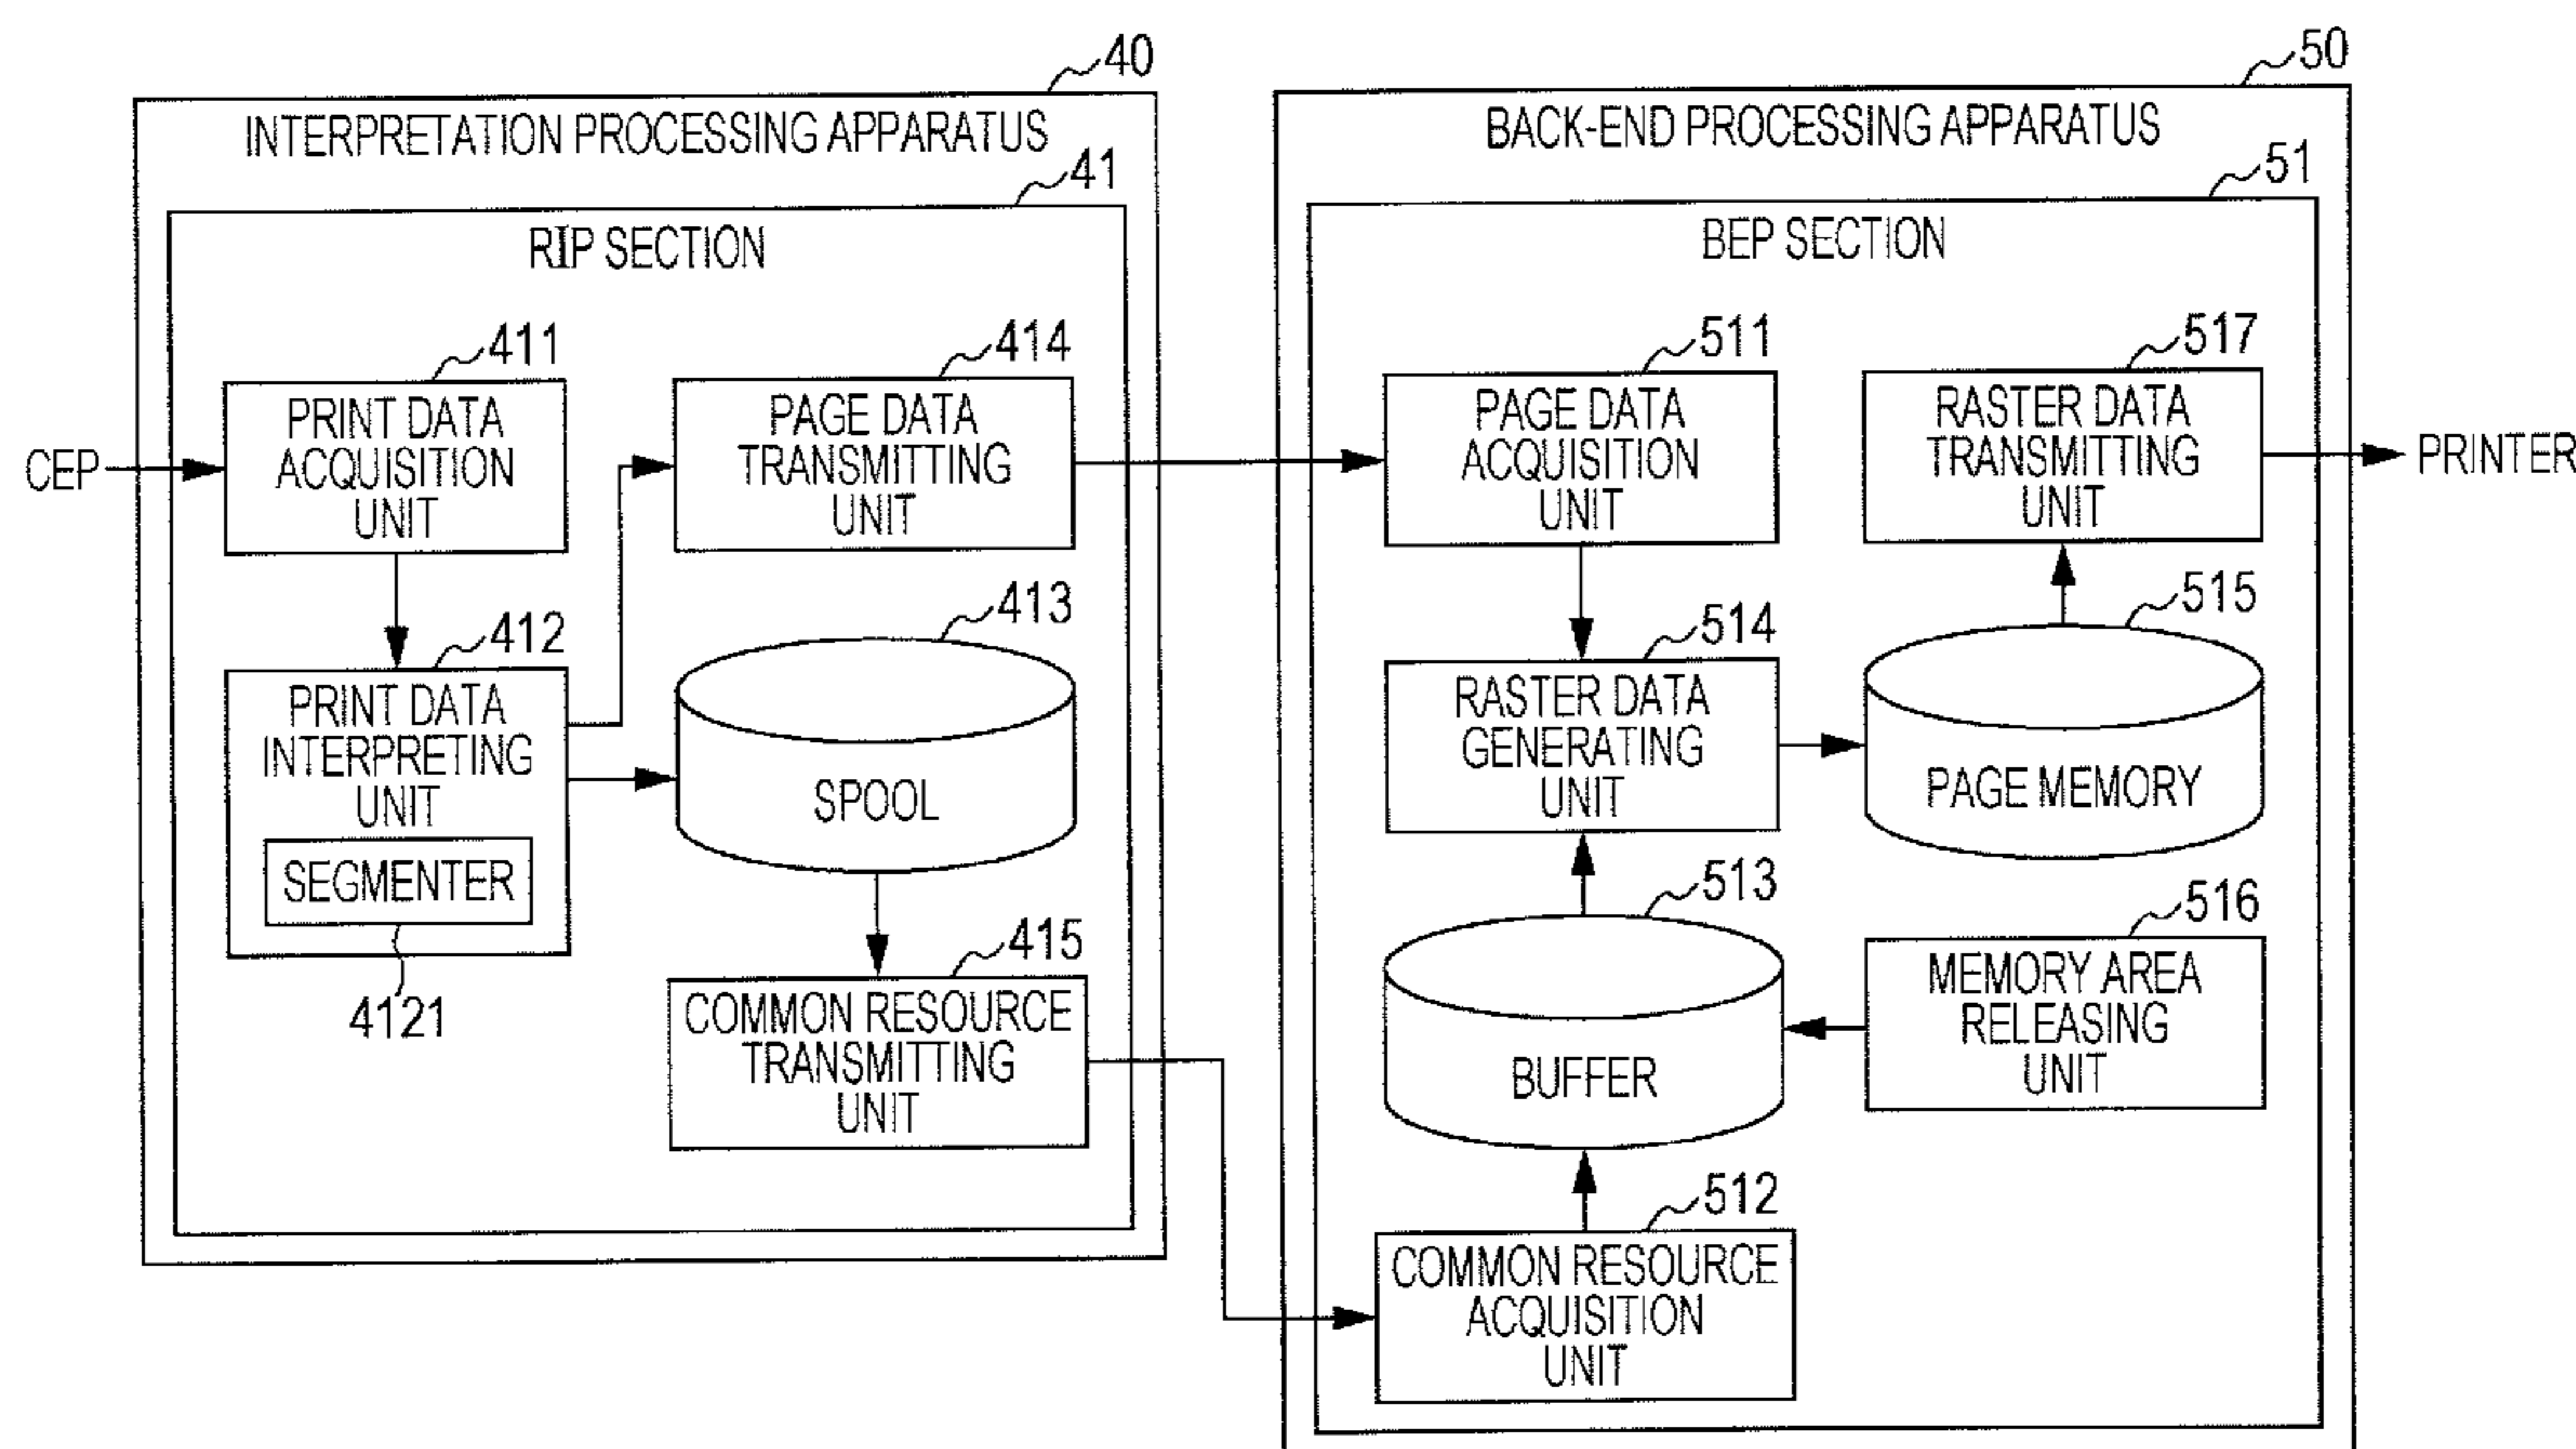 40
INTERPRETATION PROCESSING APPARATUS
41
RIP SECTION
CEP
411
PRINT DATA
ACQUISITION
UNIT
414
PAGE DATA
TRANSMITTING
UNIT
412
PRINT DATA
INTERPRETING
UNIT
SEGMENTER
4121
413
SPOOL
415
COMMON RESOURCE
TRANSMITTING
UNIT
50
BACK-END PROCESSING APPARATUS
51
BEP SECTION
511
PAGE DATA
ACQUISITION
UNIT
517
RASTER DATA
TRANSMITTING
UNIT
PRINTER
514
RASTER DATA
GENERATING
UNIT
515
PAGE MEMORY
513
BUFFER
516
MEMORY AREA
RELEASING
UNIT
512
COMMON RESOURCE
ACQUISITION
UNIT